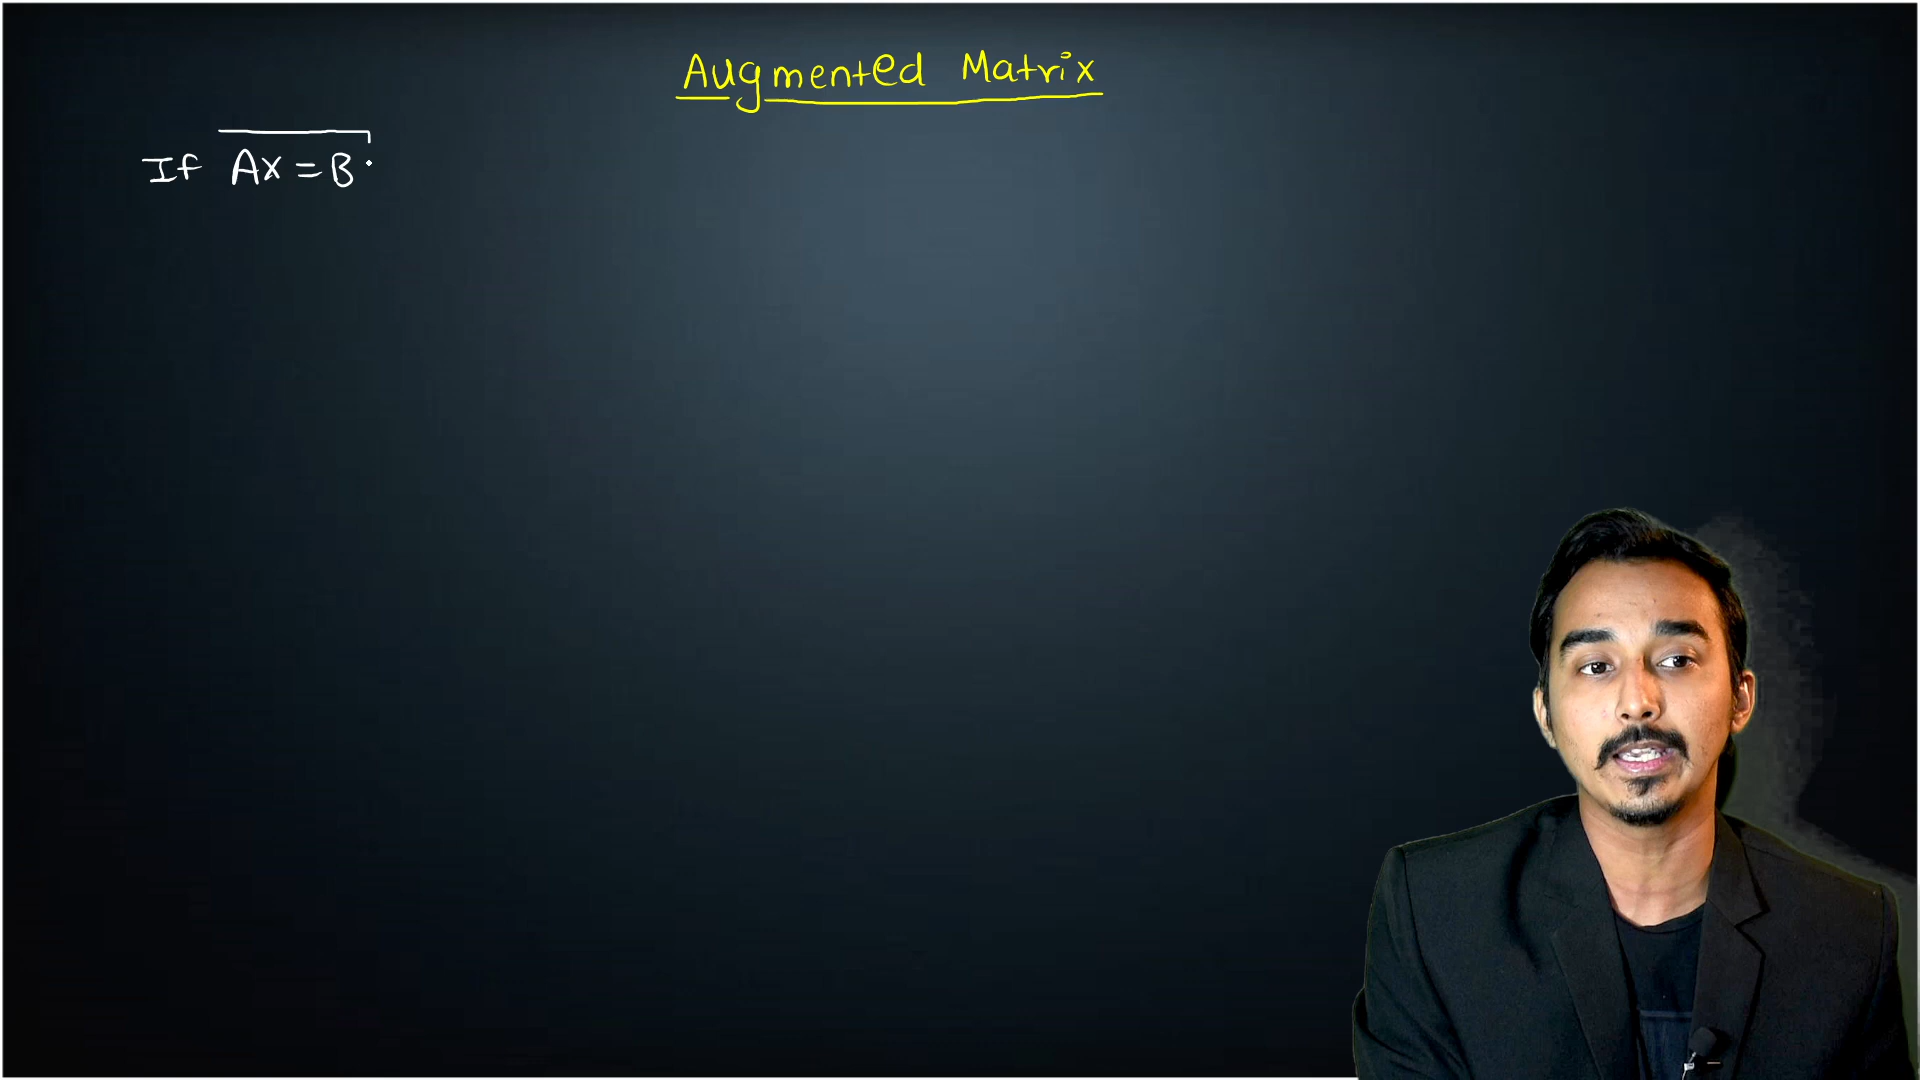 Augmented Matrix
If AX = B